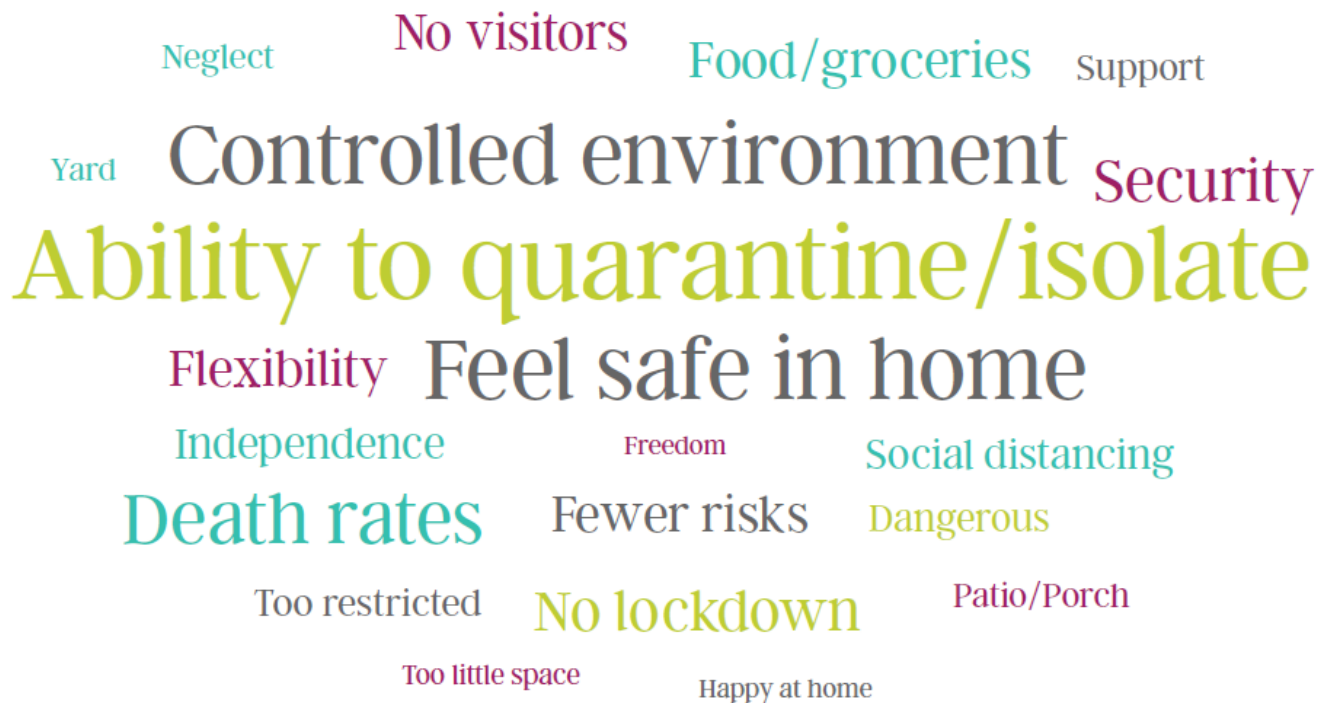 No visitors
Neglect
Food/groceries
Support
Controlled environment
Yard
Security
Ability to quarantine/isolate
Flexibility
Feel safe in home
Independence
Freedom
Social distancing
Death rates
Fewer risks
Dangerous
Too restricted
No lockdown
Patio/Porch
Too little space
Happy at home